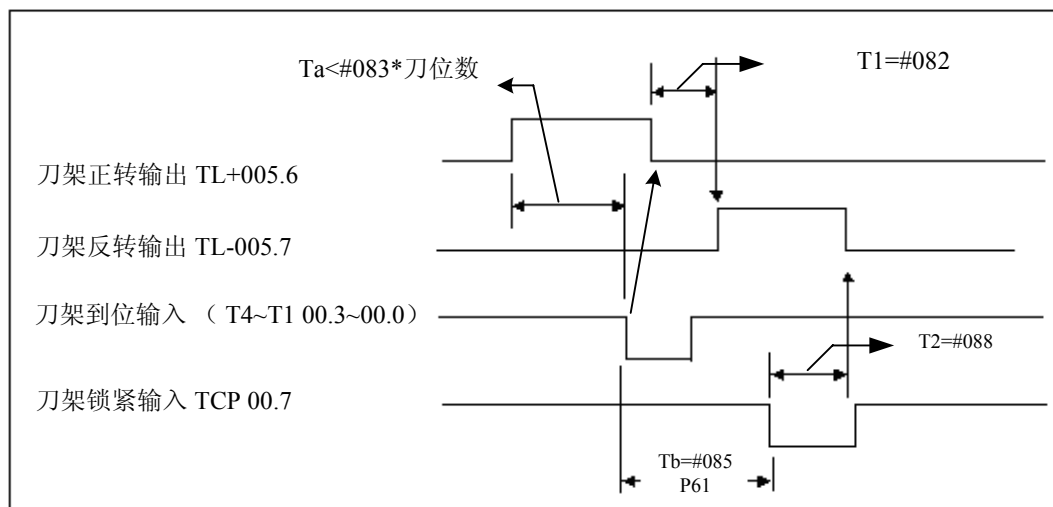 Ta<#083*刀位数
T1=#082
刀架正转输出 TL+005.6
刀架反转输出 TL-005.7
刀架到位输入 （ T4~T1 00.3~00.0）
T2=#088
刀架锁紧输入 TCP 00.7
Tb=#085
P61